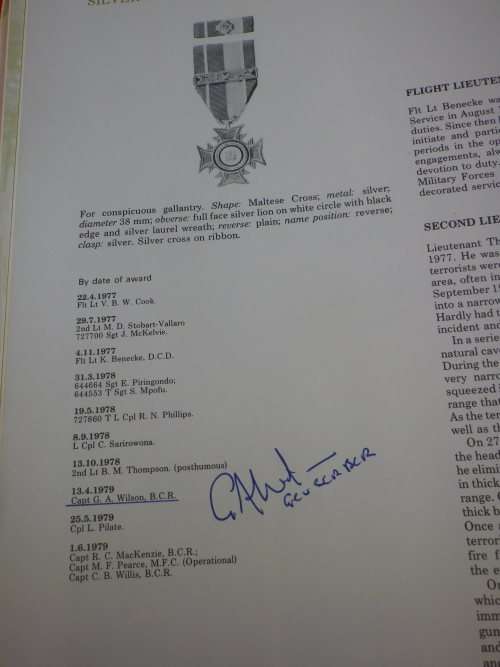 SILVER
For conspicuous gallantry. Shape: Maltese Cross; metal: silver;
diameter 38 mm; obverse: full face silver lion on white circle with black
edge and silver laurel wreath; reverse: plain; name position: reverse;
clasp: silver. Silver cross on ribbon.
By date of award
22.4.1977
Flt Lt V. B. W. Cook.
29.7.1977
2nd Lt M. D. Stobart-Vallaro
727700 Sgt J. McKelvie.
4.11.1977
Flt Lt K. Benecke, D.C.D.
31.3.1978
644664 Sgt E. Piringondo;
644553 T Sgt S. Mpofu.
19.5.1978
727860 T L Cpl R. N. Phillips.
8.9.1978
L Cpl C. Sarirowona.
13.10.1978
2nd Lt B. M. Thompson. (posthumous)
13.4.1979
Capt G. A. Wilson, B.C.R.
25.5.1979
Cpl L. Pilate.
1.6.1979
Capt R. C. MacKenzie, B.C.R.;
Capt M. F. Pearce, M.F.C. (Operational)
Capt C. B. Willis, B.C.R.
SCR BCR
FLIGHT LIEUTEN
Flt Lt Benecke wa
Service in August
duties. Since then
initiate and parti
periods in the op
engagements, alw
devotion to duty.
Military Forces
decorated servic
SECOND LIE
Lieutenant Th
1977. He was
terrorists were
area, often in
September 19
into a narrow
Hardly had t
incident and
In a serie
natural cav
During the
very narro
squeezed
range that
As the ter
well as th
On 27
the head
he elimi
in thick
range.
thick b
Once
terror
fire f
the e
On
whic
imm
gun
and